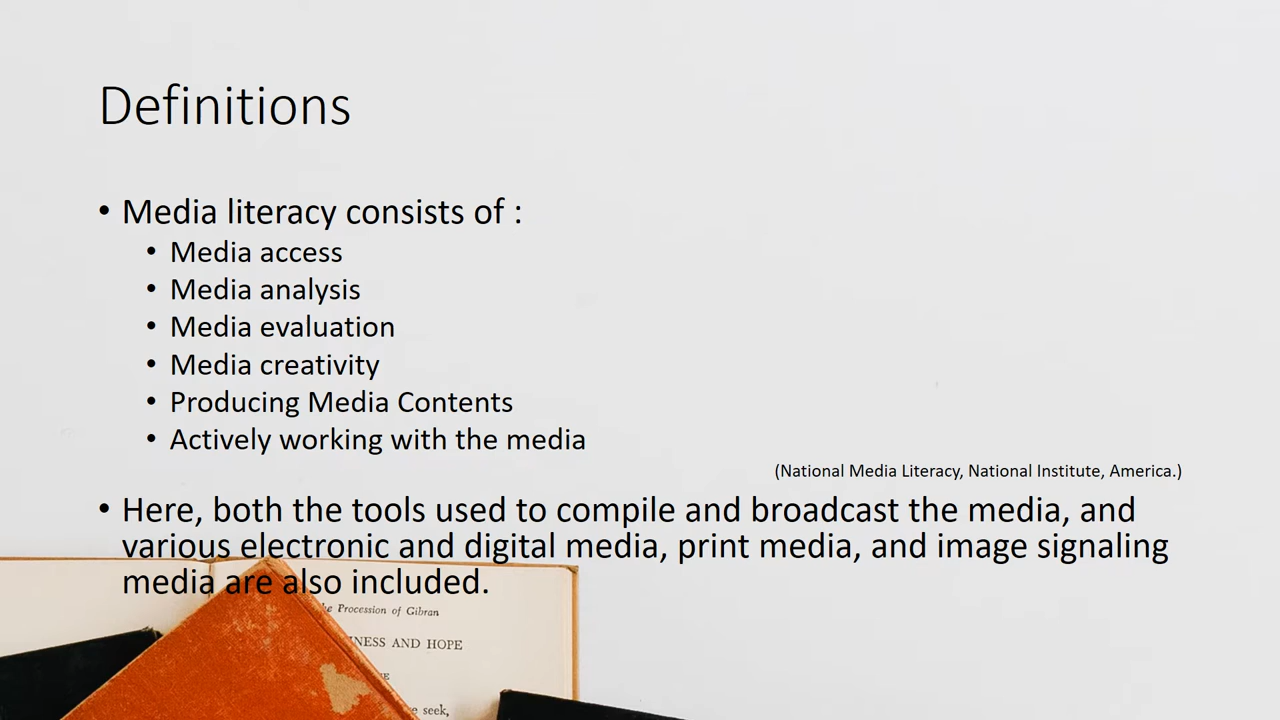 Definitions
• Media literacy consists of :
• Media access
• Media analysis
• Media evaluation
• Media creativity
• Producing Media Contents
• Actively working with the media
(National Media Literacy, National Institute, America.)
• Here, both the tools used to compile and broadcast the media, and
various electronic and digital media, print media, and image signaling
media are also included.
Procession of Gibran
AND HOPE
seek,